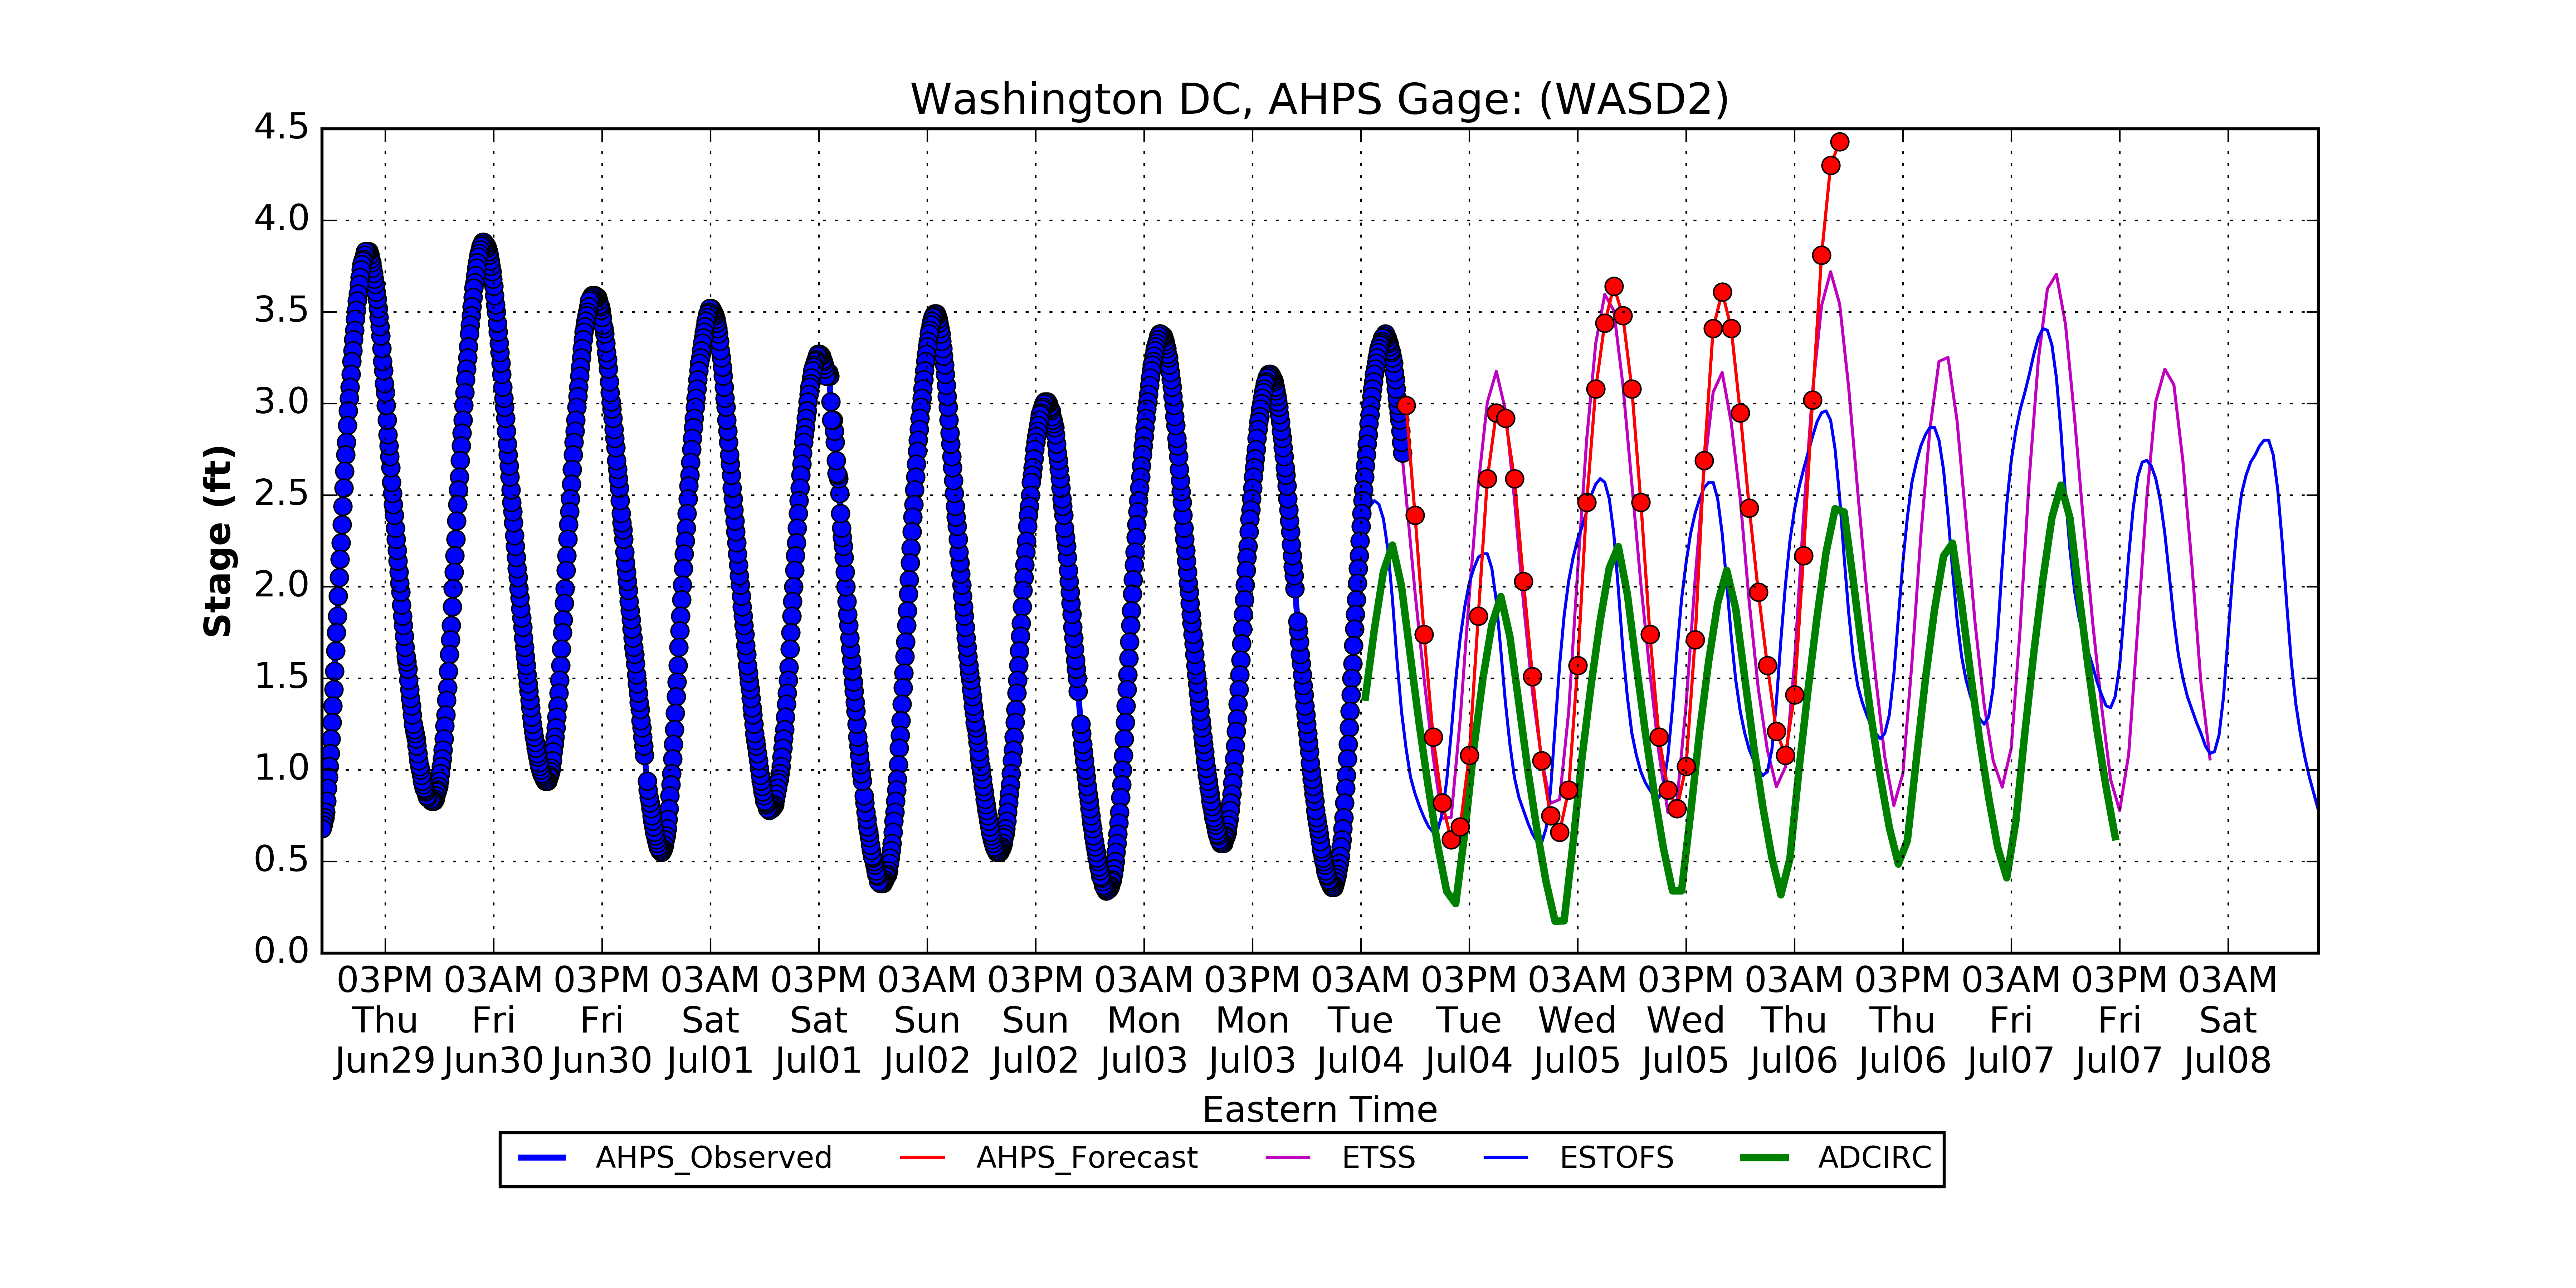 Washington DC, AHPS Gage: (WASD2)
4.5
4.0
3.5
3.0
2.5
2.0
1.5
1.0
0.5
0.0
Stage (ft)
03PM 03AM 03PM 03AM 03PM 03AM 03PM 03AM 03PM 03AM 03PM 03AM 03PM 03AM 03PM 03AM 03PM 03AM
Thu Fri Fri Sat Sat Sun Sun Mon Mon Tue Tue Wed Wed Thu Thu Fri Fri Sat
Jun29 Jun30 Jun30 Jul01 Jul01 Jul02 Jul02 Jul03 Jul03 Jul04 Jul04 Jul05 Jul05 Jul06 Jul06 Jul07 Jul07 Jul08
Eastern Time
AHPS_Observed AHPS_Forecast ETSS ESTOFS ADCIRC